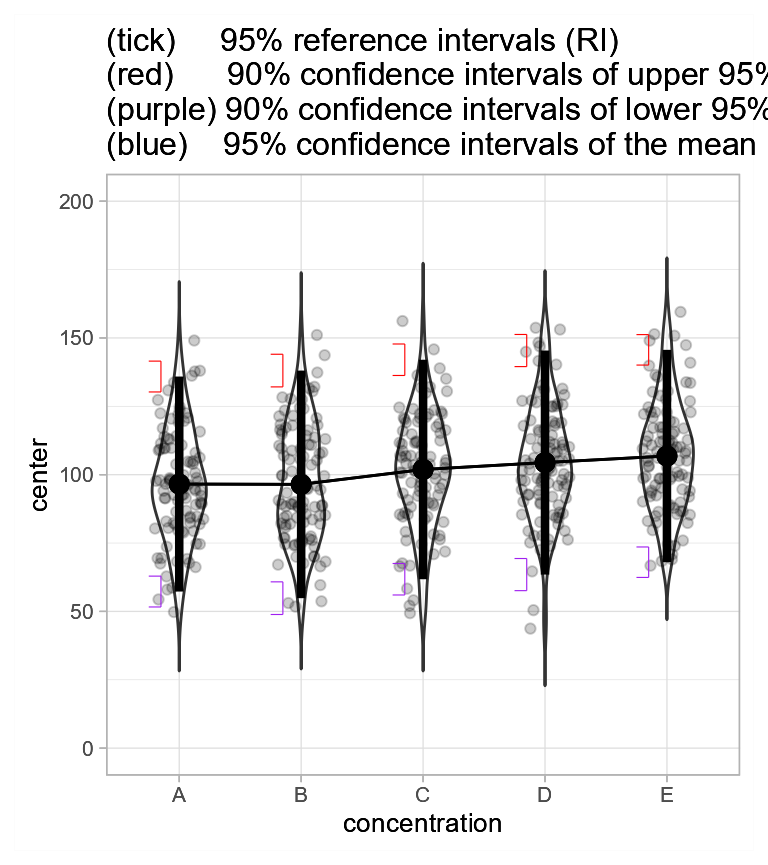 (tick) 95% reference intervals (RI)
(red) 90% confidence intervals of upper 95%
(purple) 90% confidence intervals of lower 95%
(blue) 95% confidence intervals of the mean
200
150
100
50
0
center
A B C D E
concentration